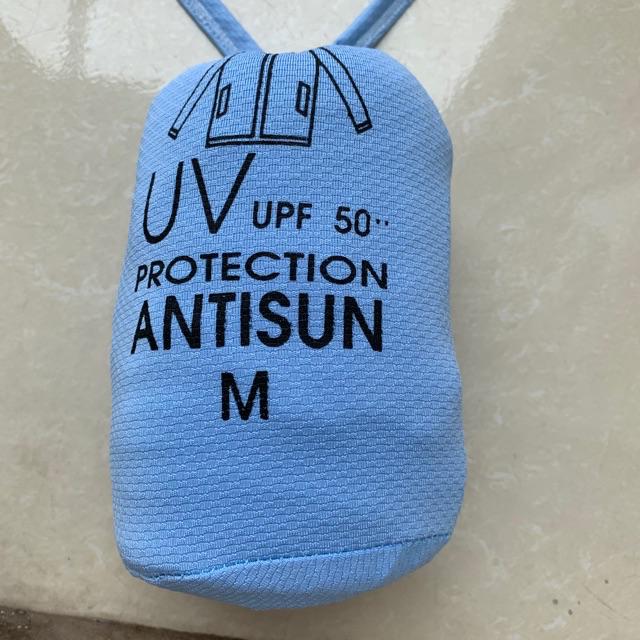 UV UPF 50··
PROTECTION
ANTISUN
M